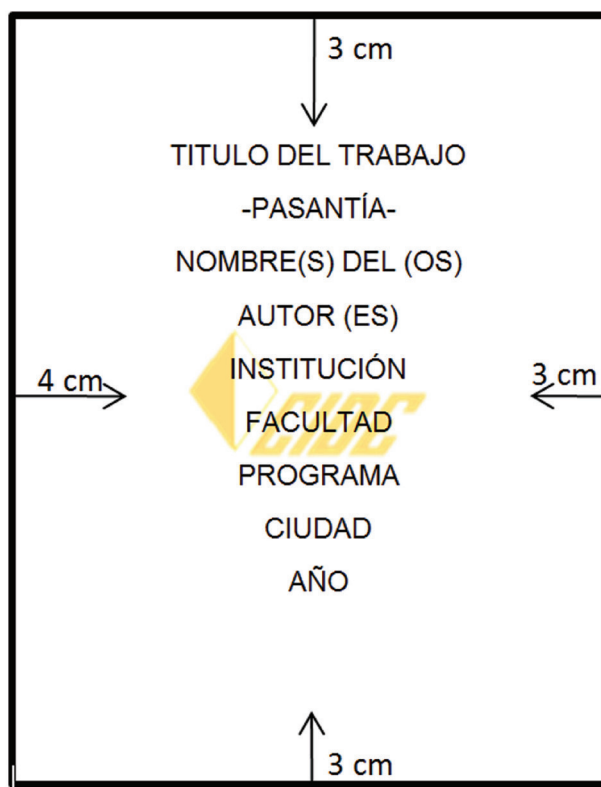 3 cm
TITULO DEL TRABAJO
-PASANTÍA-
NOMBRE(S) DEL (OS)
AUTOR (ES)
INSTITUCIÓN
4 cm
3 cm
CIDC
FACULTAD
PROGRAMA
CIUDAD
AÑO
3 cm